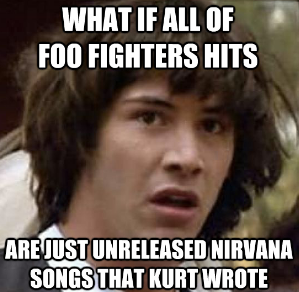 WHAT IF ALL OF
FOO FIGHTERS HITS
ARE JUST UNRELEASED NIRVANA
SONGS THAT KURT WROTE